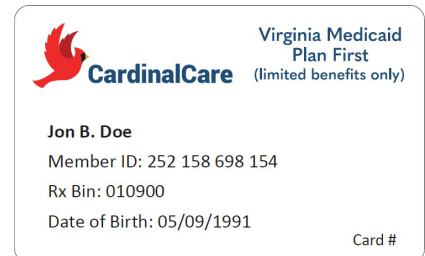 Virginia Medicaid
Plan First
CardinalCare (limited benefits only)
Jon B. Doe
Member ID: 252 158 698 154
Rx Bin: 010900
Date of Birth: 05/09/1991
Card #